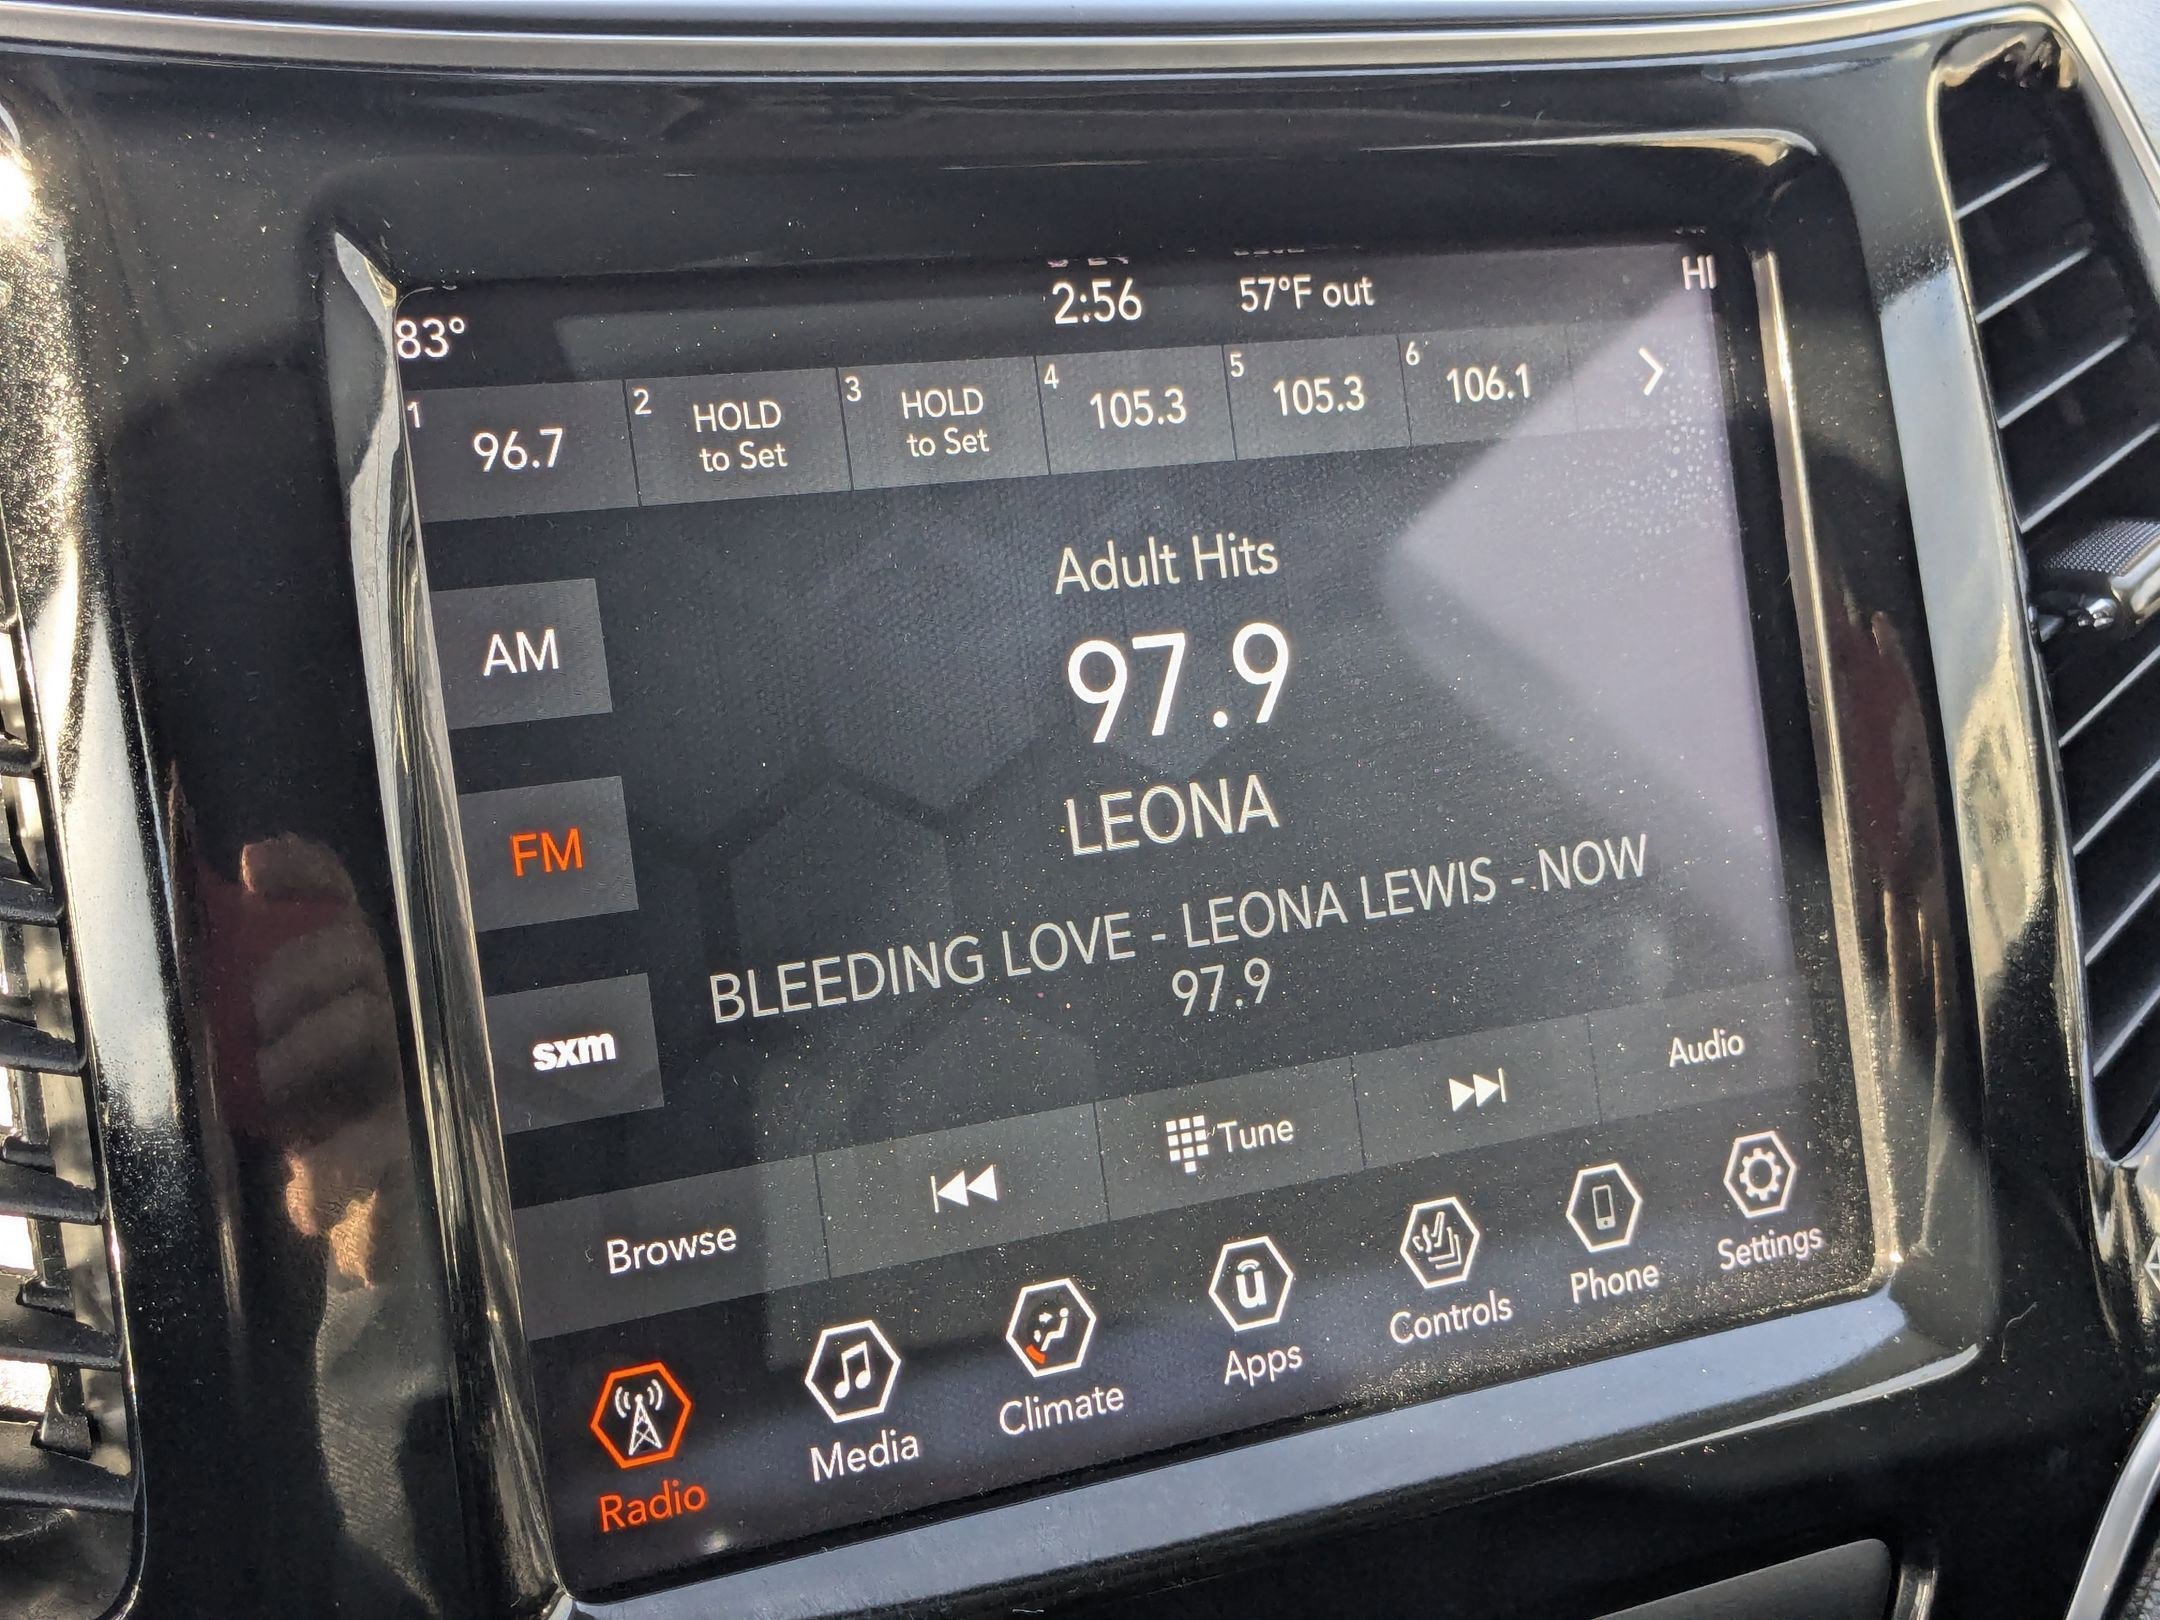 83°
2:56
57°F out
HI
1
96.7
2
HOLD
to Set
3
HOLD
to Set
4
105.3
5
105.3
6
106.1
Adult Hits
AM
97.9
FM
LEONA
BLEEDING LOVE - LEONA LEWIS - NOW
97.9
sxm
Browse
Tune
Audio
Radio
Media
Climate
Apps
Controls
Phone
Settings